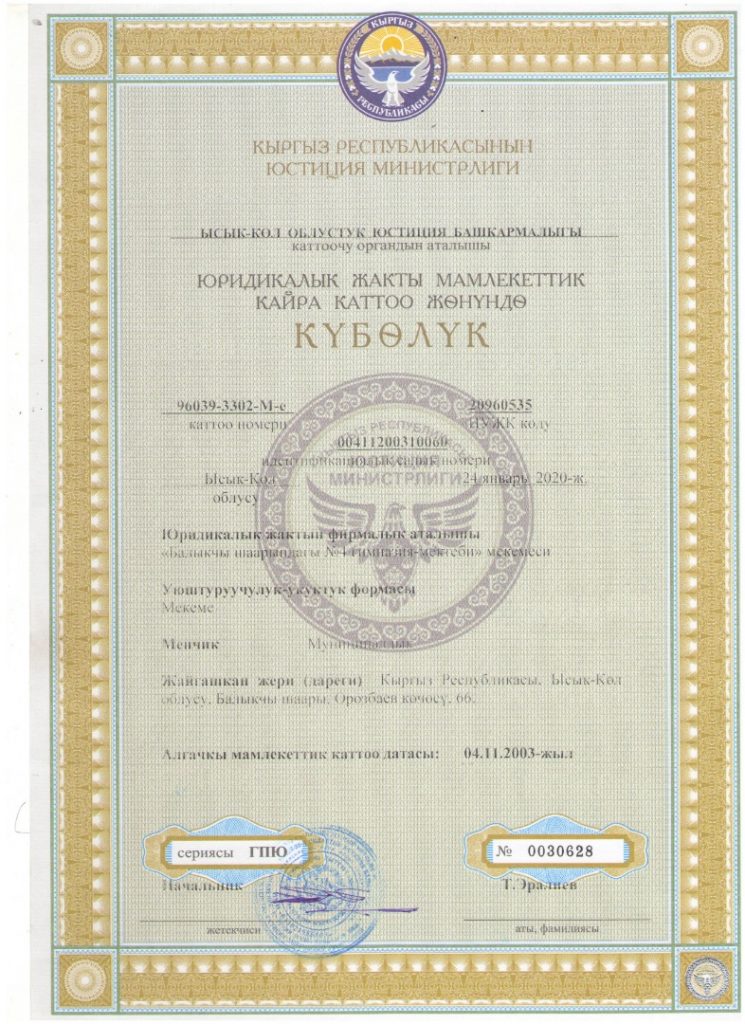 КЫРГЫЗ
РЕСПУБЛИКАСЫ
КЫРГЫЗ РЕСПУБЛИКАСЫНЫН
ЮСТИЦИЯ МИНИСТРЛИГИ
ЫСЫК-КӨЛ ОБЛУСТУК ЮСТИЦИЯ БАШКАРМАЛЫГЫ
каттоочу органдын аталышы
ЮРИДИКАЛЫК ЖАКТЫ МАМЛЕКЕТТИК
КАЙРА КАТТОО ЖӨНҮНДӨ
КҮБӨЛҮК
96039-3302-М-е 20960535
каттоо номери ИУЖК коду
00411200310060
идентификациялык салык номери
КЫРГЫЗ РЕСПУБЛИКАСЫ
ЮСТИЦИЯ
МИНИСТРЛИГИ
Ысык-Көл 24 январь 2020-ж.
облусу
Юридикалык жактын фирмалык аталышы
«Балыкчы шаарындагы №1 гимназия-мектеби» мекемеси
Уюштуруучулук-укуктук формасы
Мекеме
Менчик Муниципалдык
Жайгашкан жери (дареги) Кыргыз Республикасы, Ысык-Көл
облусу, Балыкчы шаары, Орозбаев көчөсү, 66.
Алгачкы мамлекеттик каттоо датасы: 04.11.2003-жыл
сериясы ГПЮ № 0030628
Начальник Т.Эралиев
жетекчиси аты, фамилиясы